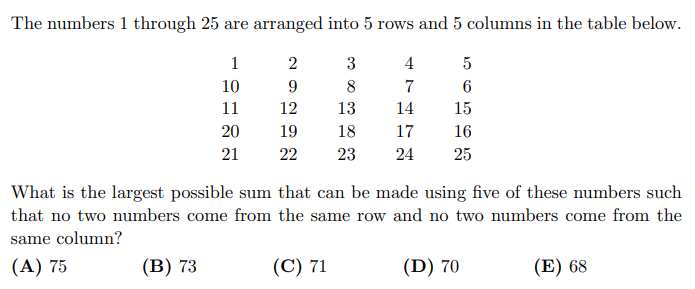 The numbers 1 through 25 are arranged into 5 rows and 5 columns in the table below.
1 2 3 4 5
10 9 8 7 6
11 12 13 14 15
20 19 18 17 16
21 22 23 24 25
What is the largest possible sum that can be made using five of these numbers such
that no two numbers come from the same row and no two numbers come from the
same column?
(A) 75 (B) 73 (C) 71 (D) 70 (E) 68